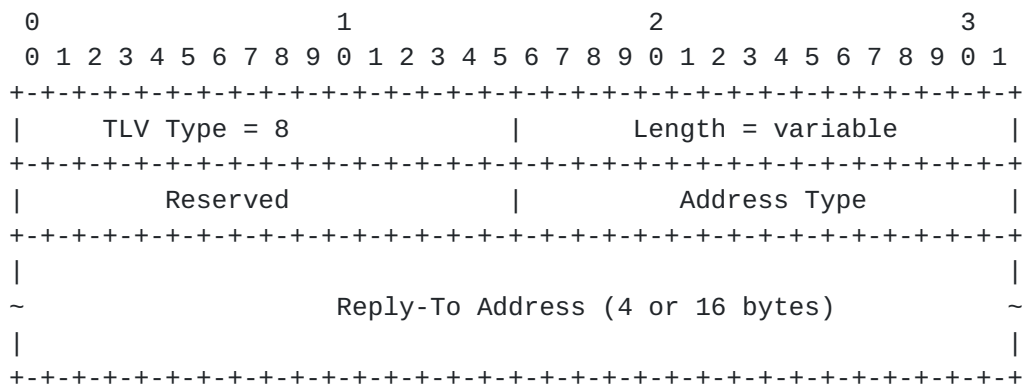 0                   1                   2                   3
 0 1 2 3 4 5 6 7 8 9 0 1 2 3 4 5 6 7 8 9 0 1 2 3 4 5 6 7 8 9 0 1
+-+-+-+-+-+-+-+-+-+-+-+-+-+-+-+-+-+-+-+-+-+-+-+-+-+-+-+-+-+-+-+-+
|     TLV Type = 8              |       Length = variable       |
+-+-+-+-+-+-+-+-+-+-+-+-+-+-+-+-+-+-+-+-+-+-+-+-+-+-+-+-+-+-+-+-+
|         Reserved              |          Address Type         |
+-+-+-+-+-+-+-+-+-+-+-+-+-+-+-+-+-+-+-+-+-+-+-+-+-+-+-+-+-+-+-+-+
|                                                               |
~                    Reply-To Address (4 or 16 bytes)           ~
|                                                               |
+-+-+-+-+-+-+-+-+-+-+-+-+-+-+-+-+-+-+-+-+-+-+-+-+-+-+-+-+-+-+-+-+